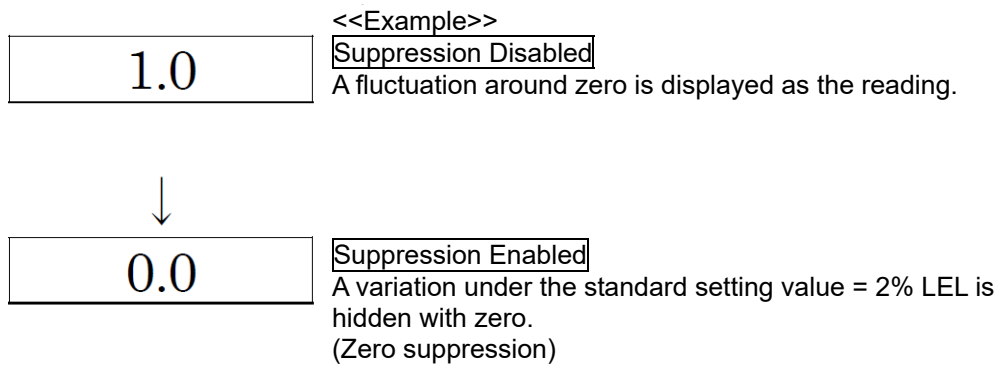 <<Example>>
Suppression Disabled
1.0
A fluctuation around zero is displayed as the reading.
↓
Suppression Enabled
0.0
A variation under the standard setting value = 2% LEL is
hidden with zero.
(Zero suppression)